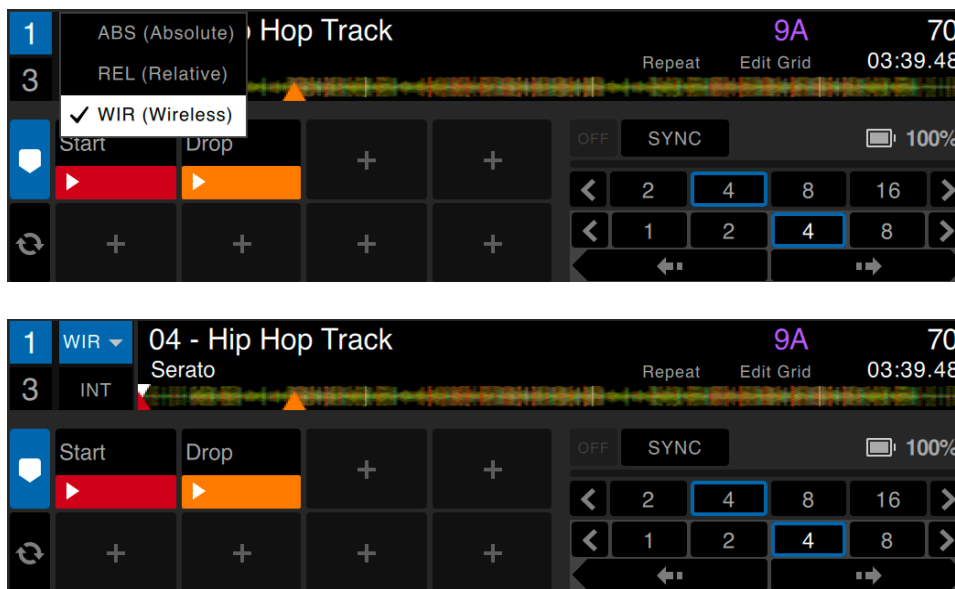 1 ABS (Absolute) Hop Track 9A 70
3 REL (Relative) Repeat Edit Grid 03:39.48
✓ WIR (Wireless)
Start Drop + + OFF SYNC 100%
2 4 8 16
+ + + + 1 2 4 8
1 WIR 04 - Hip Hop Track 9A 70
Serato Repeat Edit Grid 03:39.48
3 INT
Start Drop + + OFF SYNC 100%
2 4 8 16
+ + + + 1 2 4 8